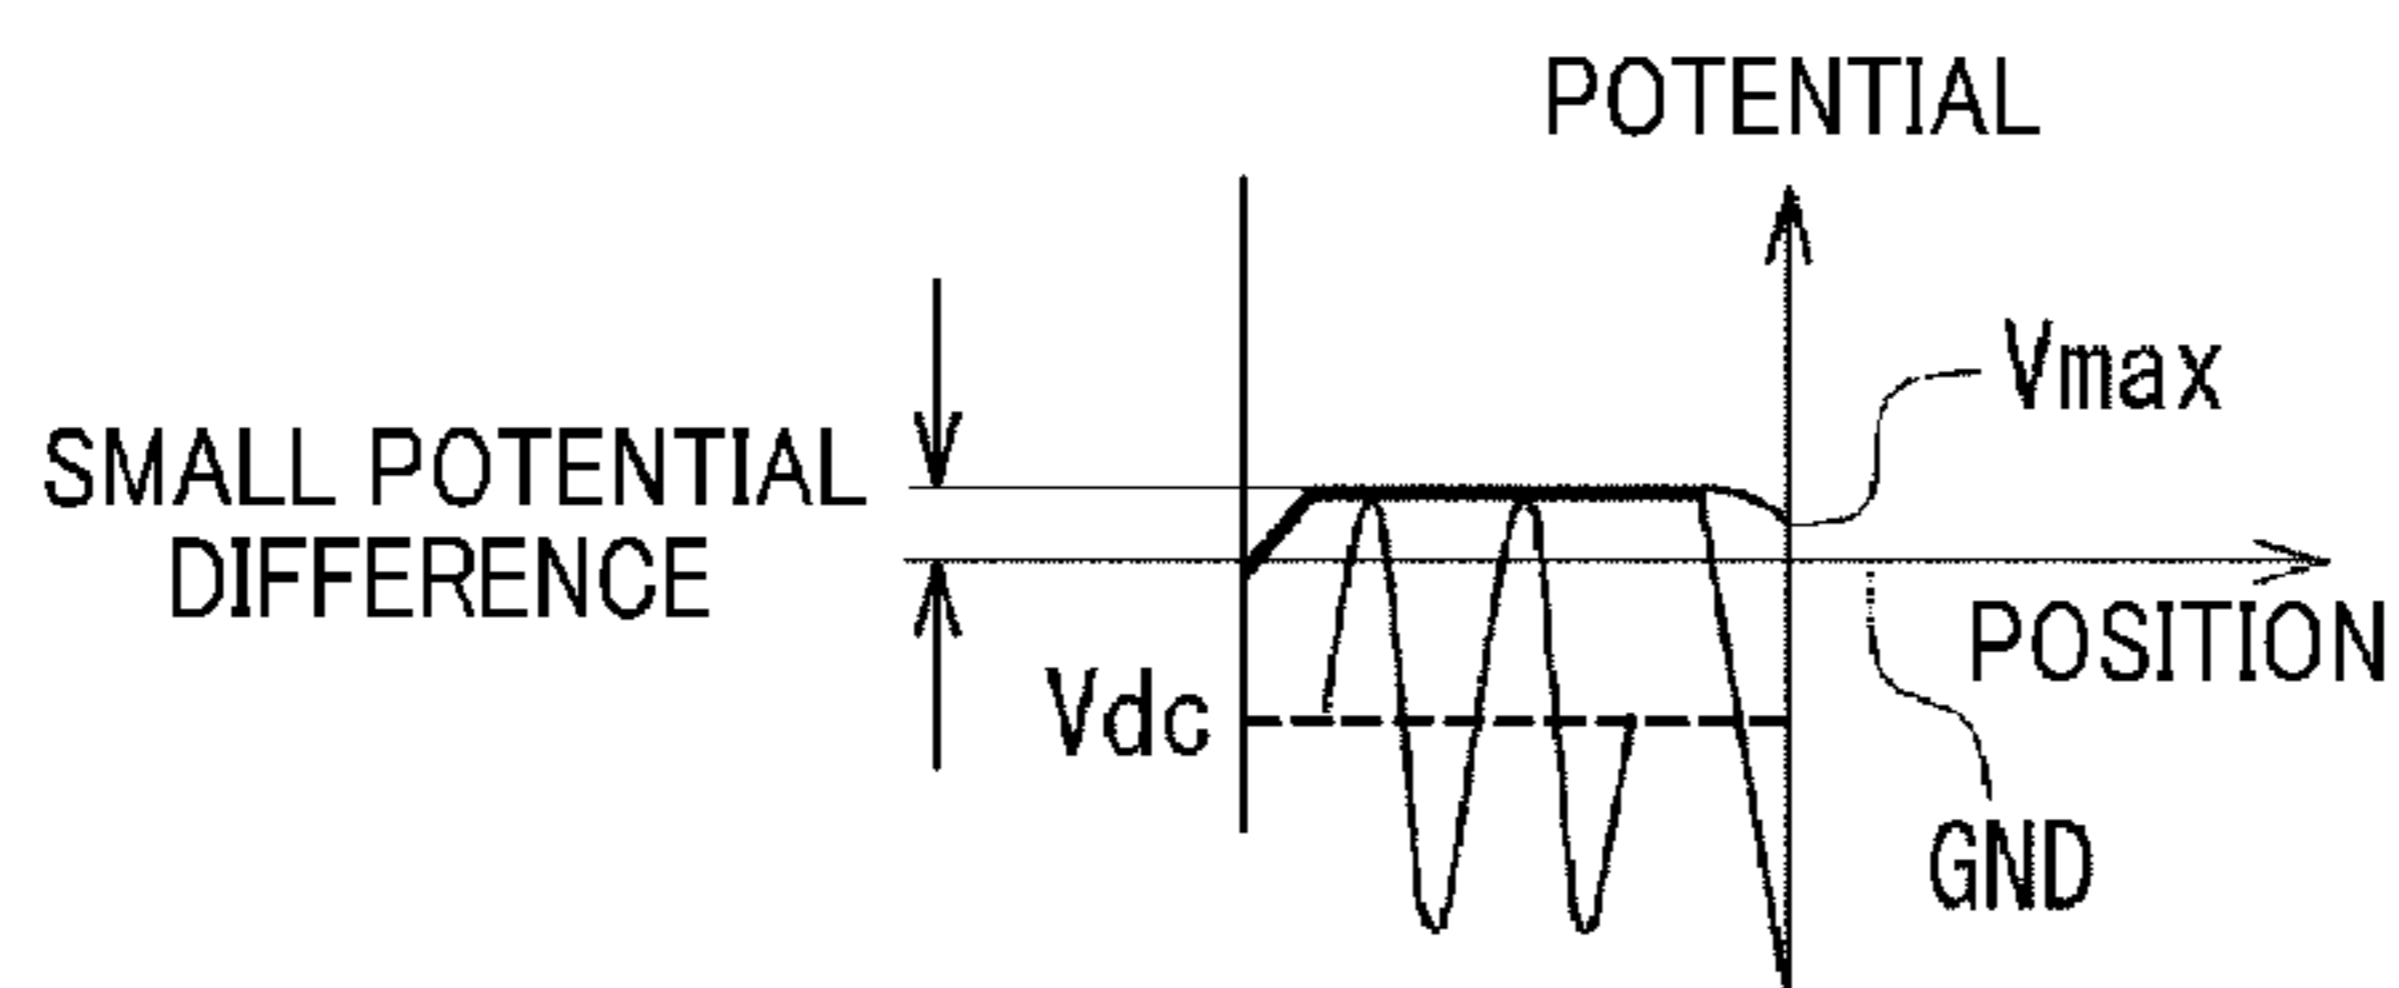 POTENTIAL
Vmax
SMALL POTENTIAL
DIFFERENCE
POSITION
Vdc
GND